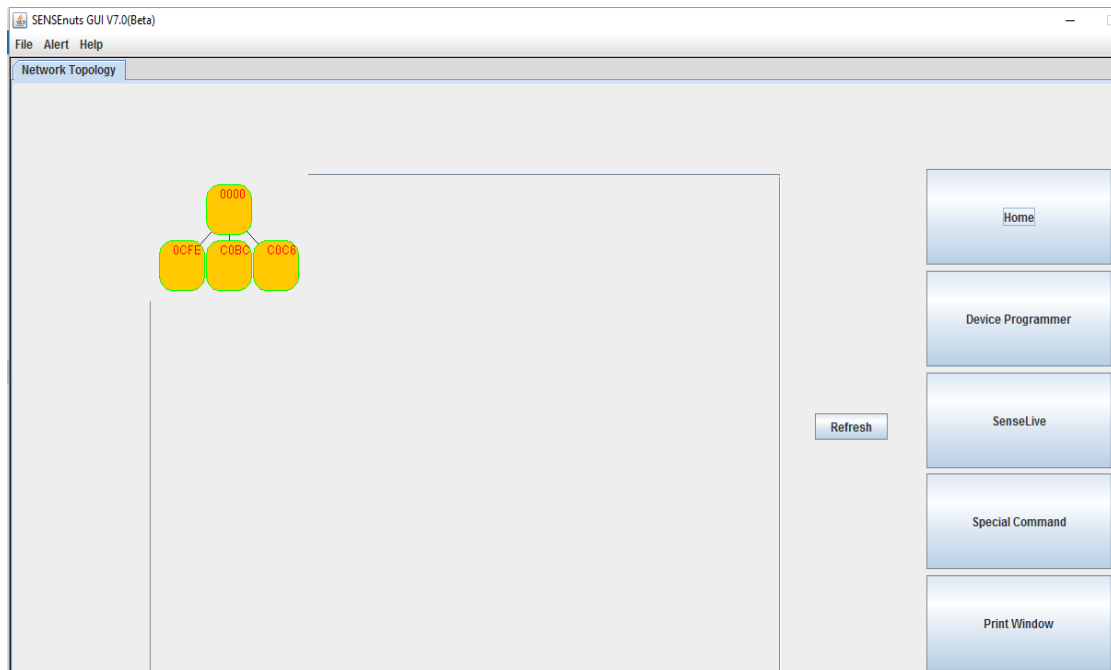 SENSEnuts GUI V7.0(Beta)
File Alert Help
Network Topology
0000
0CFE C0BC C0C6
Home
Device Programmer
SenseLive
Refresh
Special Command
Print Window